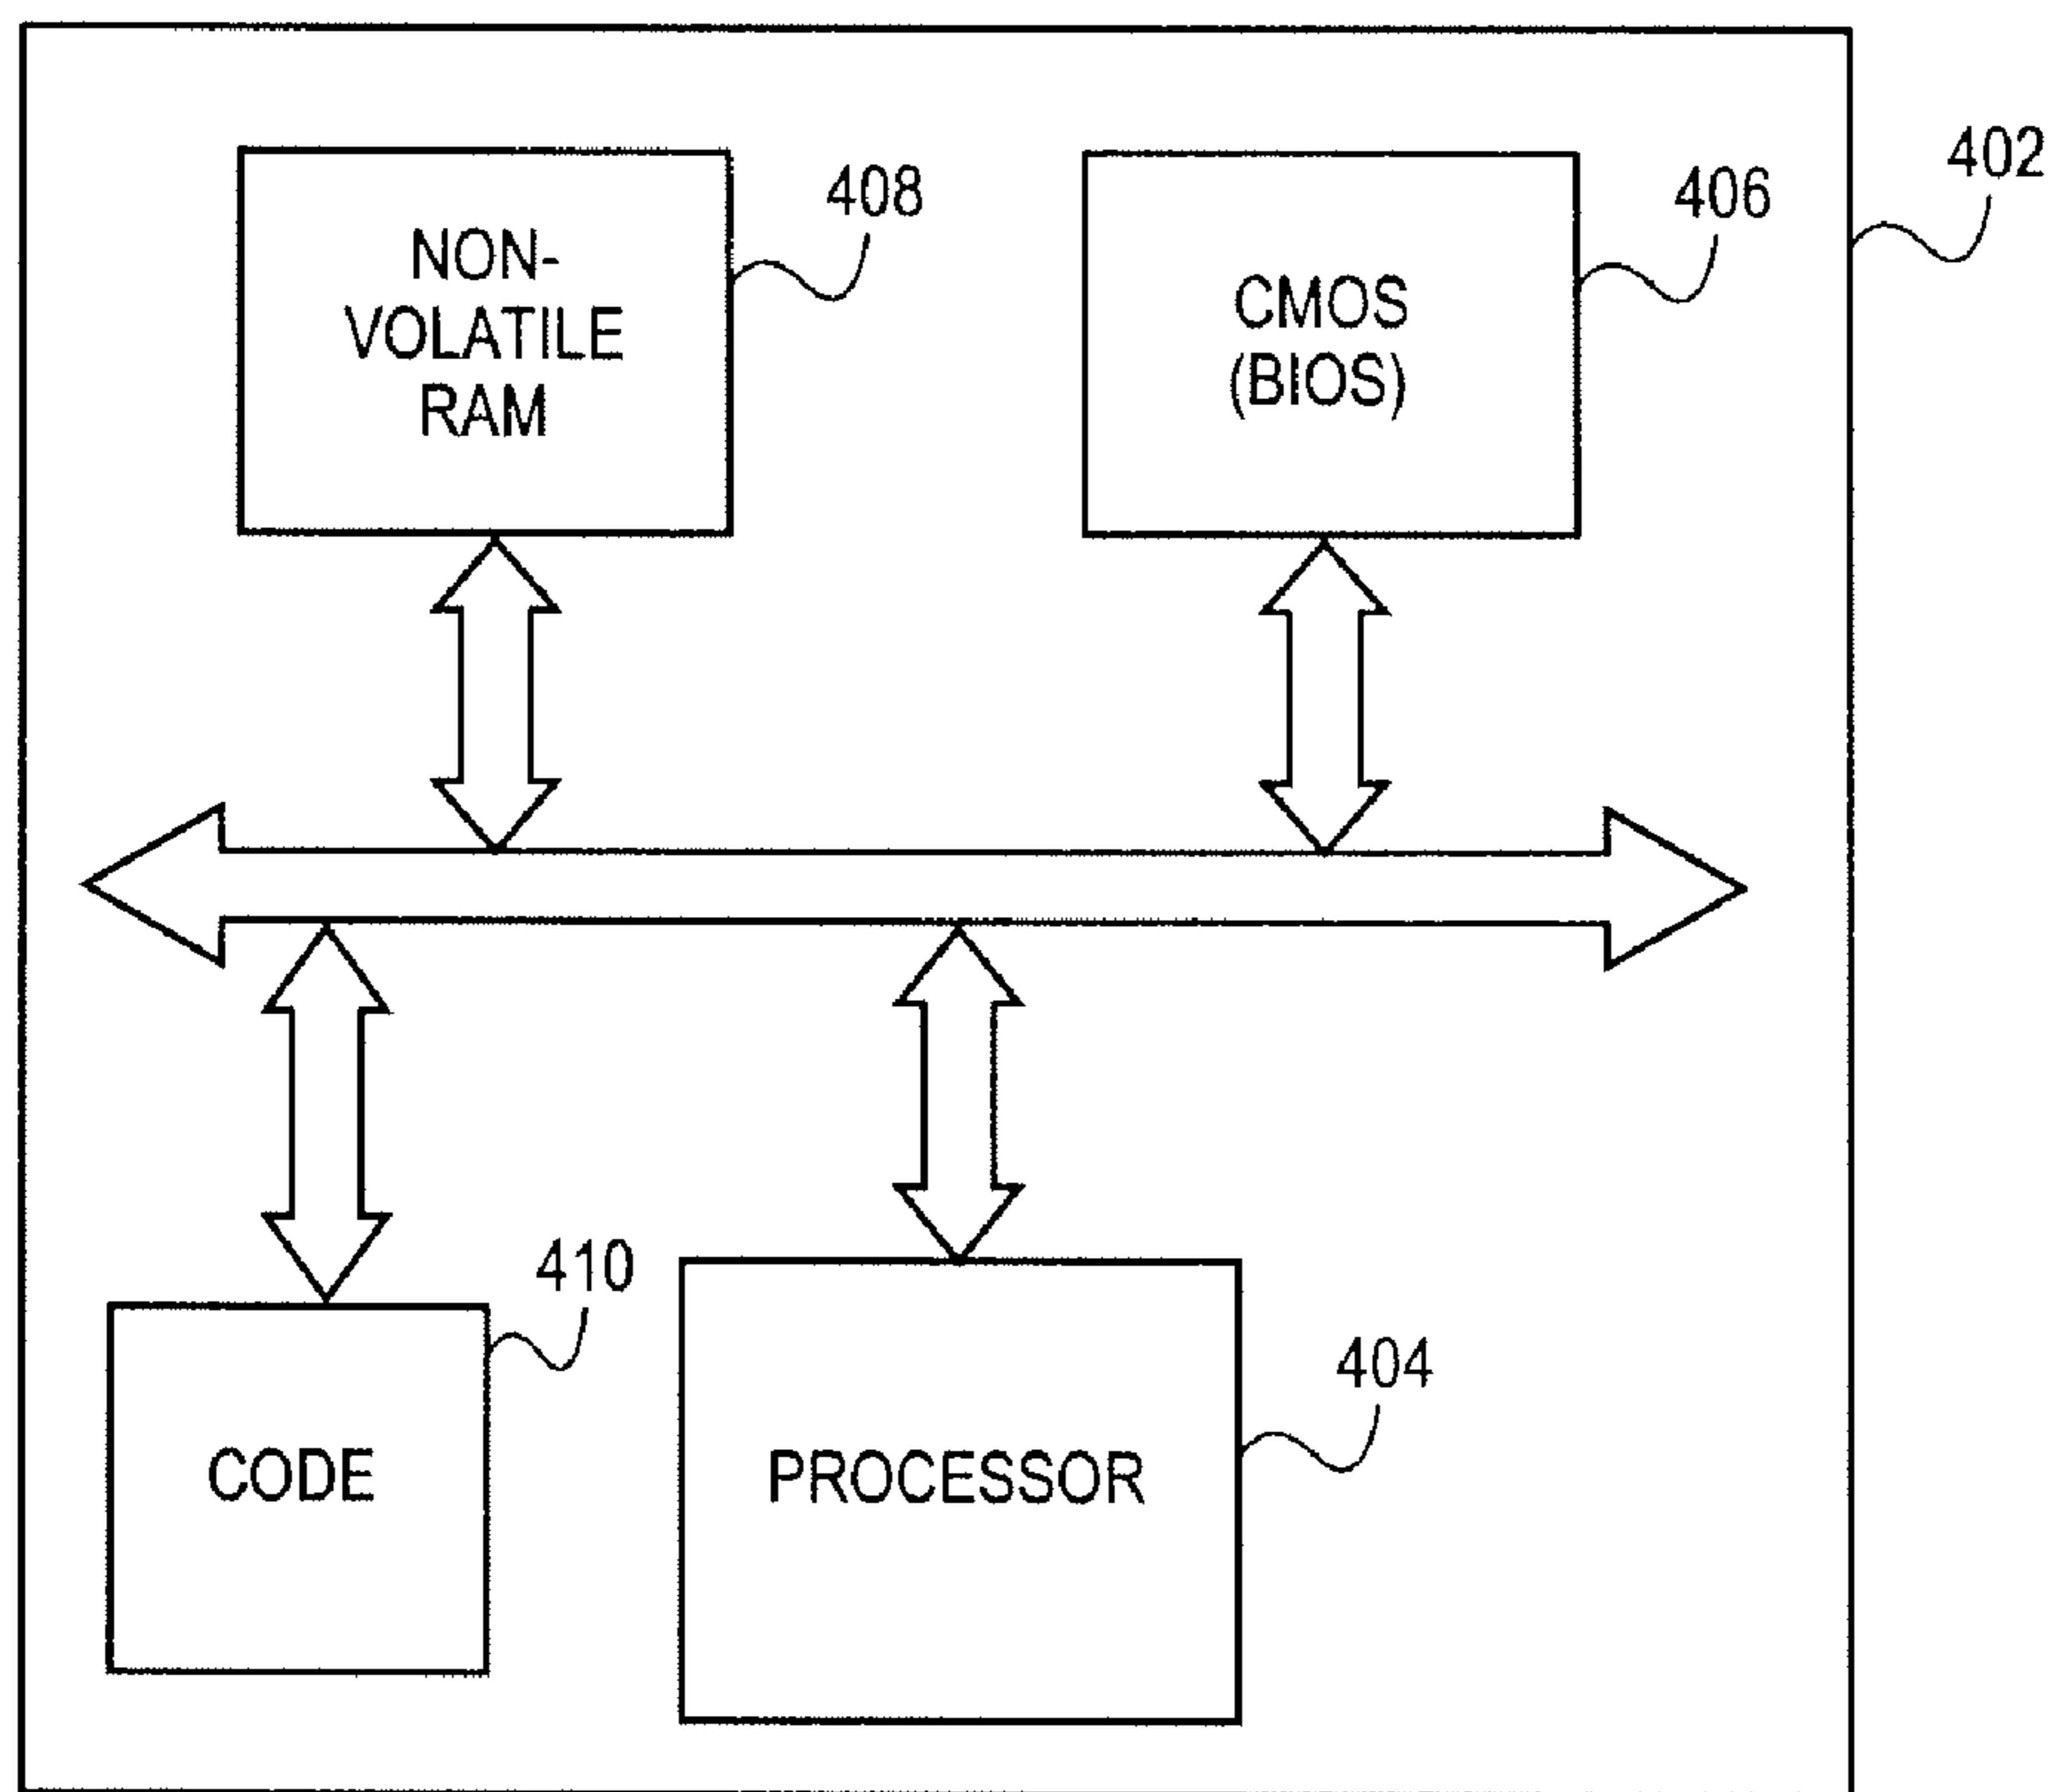 402
408
406
NON-
VOLATILE
RAM
CMOS
(BIOS)
410
404
CODE
PROCESSOR